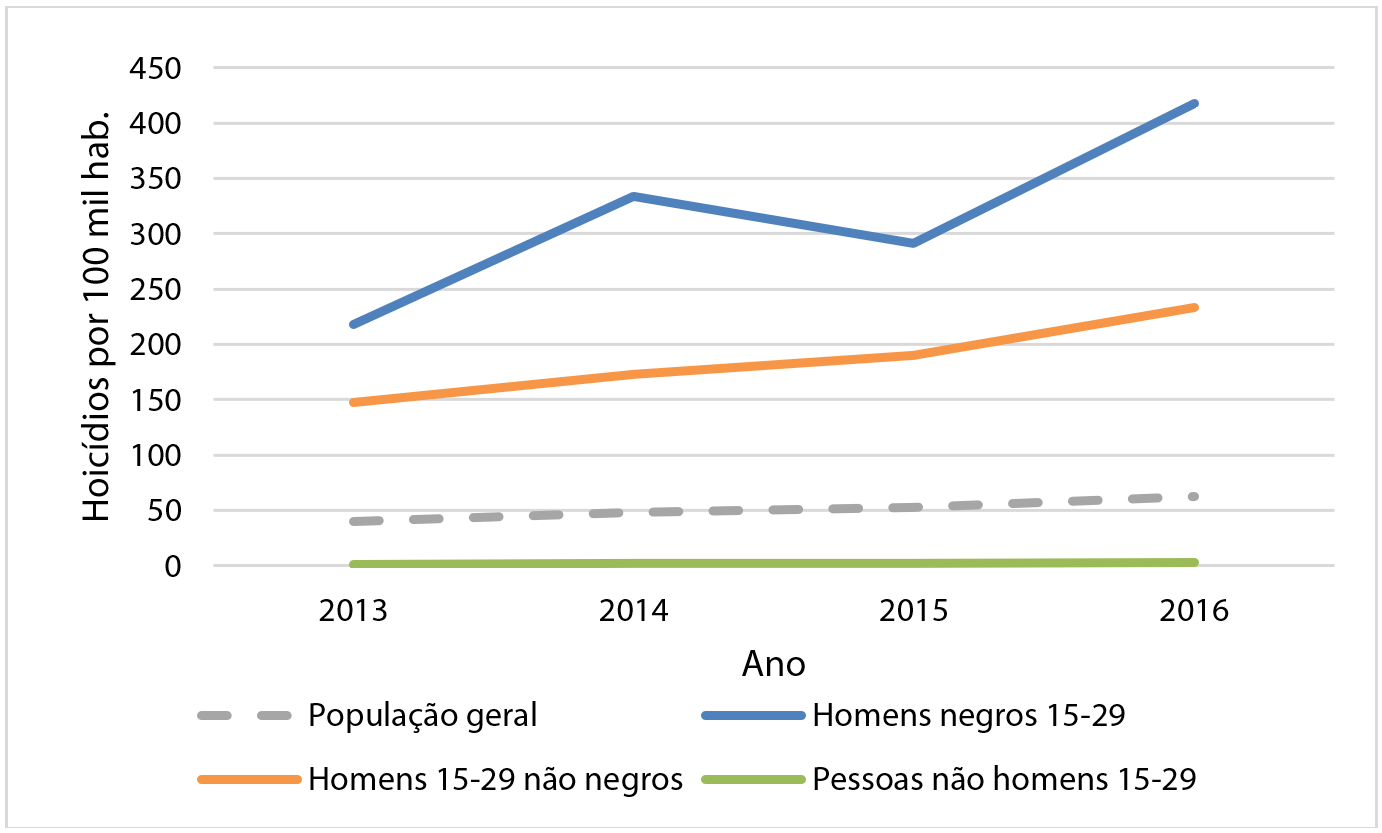 450
400
350
300
250
200
150
100
50
0
Hoicídios por 100 mil hab.
2013 2014 2015 2016
Ano
População geral Homens negros 15-29
Homens 15-29 não negros Pessoas não homens 15-29